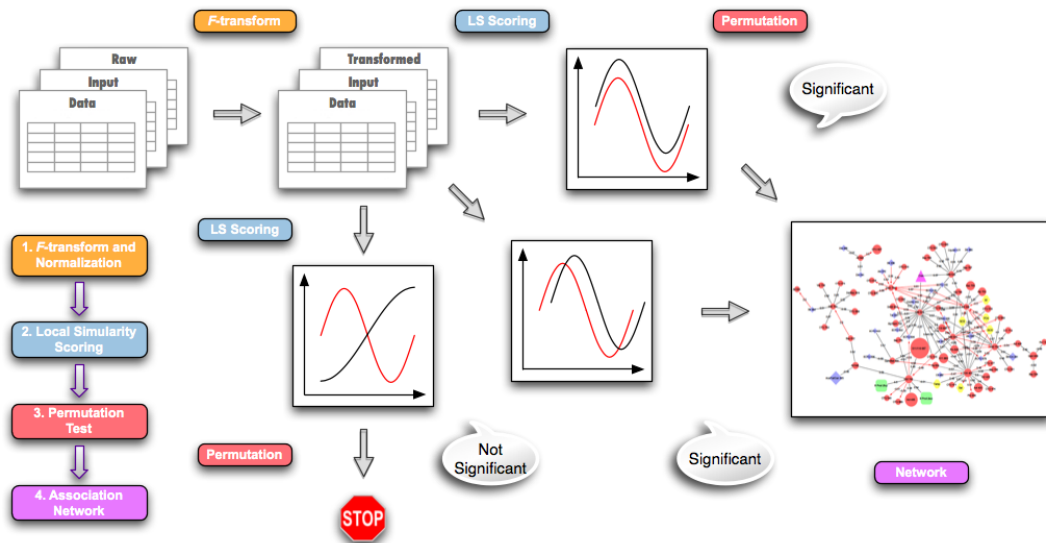 F-transform
LS Scoring
Permutation
Raw
Input
Data
Transformed
Input
Data
Significant
LS Scoring
1. F-transform and
Normalization
2. Local Simularity
Scoring
3. Permutation
Test
4. Association
Network
Permutation
Not
Significant
Significant
Network
STOP